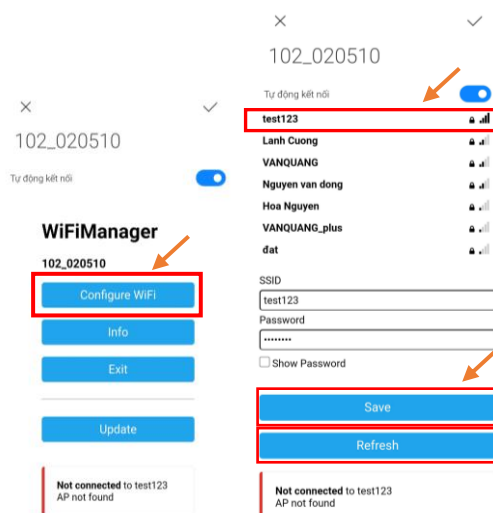 102_020510
Tự động kết nối
WiFiManager
102_020510
Configure WiFi
Info
Exit
Update
Not connected to test123
AP not found
102_020510
Tự động kết nối
test123
Lanh Cuong
VANQUANG
Nguyen van dong
Hoa Nguyen
VANQUANG_plus
đat
SSID
test123
Password
••••••••
Show Password
Save
Refresh
Not connected to test123
AP not found